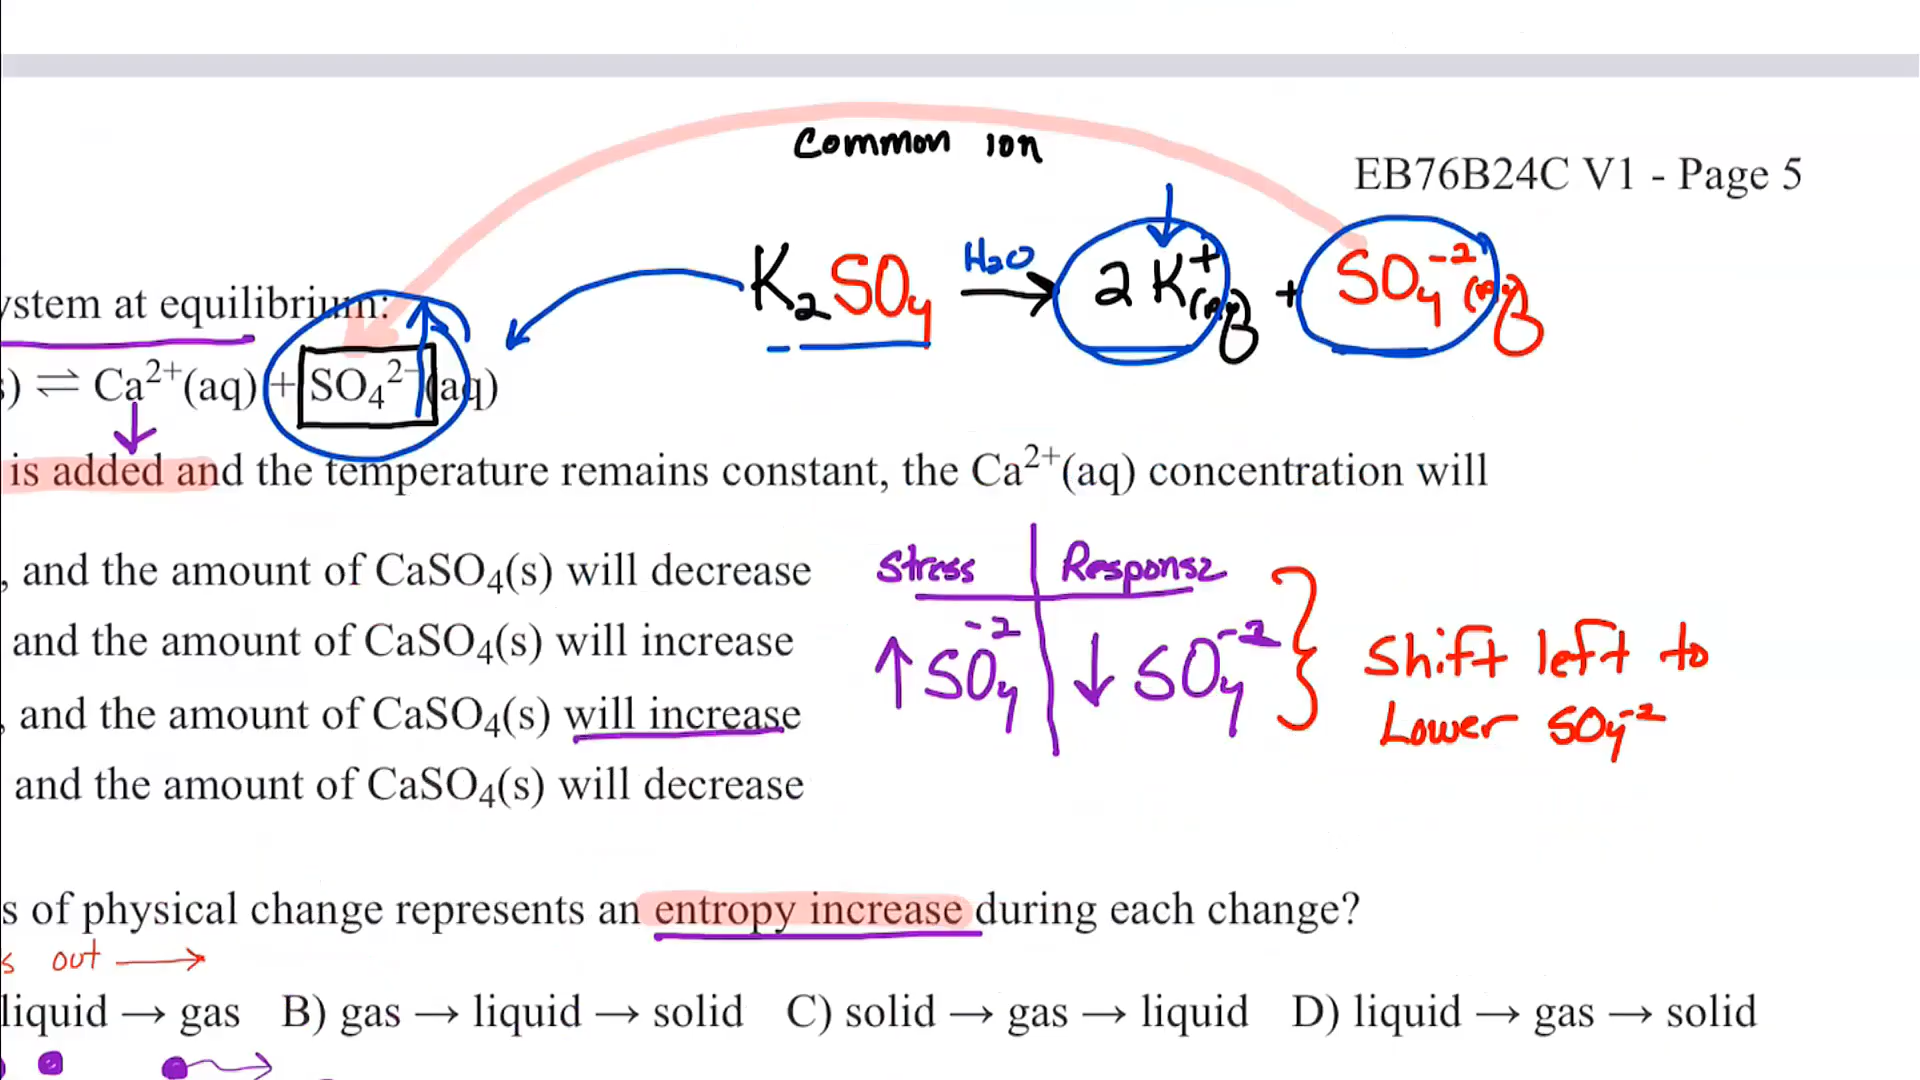 Common ion
EB76B24C V1 - Page 5
K₂SO₄ H₂O → 2K⁺(aq) + SO₄⁻²(aq)
ystem at equilibrium:
s) ⇌ Ca²⁺(aq) + SO₄²⁻(aq)
is added and the temperature remains constant, the Ca²⁺(aq) concentration will
, and the amount of CaSO₄(s) will decrease
Stress | Response
and the amount of CaSO₄(s) will increase
↑ SO₄⁻² | ↓ SO₄⁻² } Shift left to
Lower SO₄⁻²
, and the amount of CaSO₄(s) will increase
and the amount of CaSO₄(s) will decrease
s of physical change represents an entropy increase during each change?
s out →
liquid → gas B) gas → liquid → solid C) solid → gas → liquid D) liquid → gas → solid